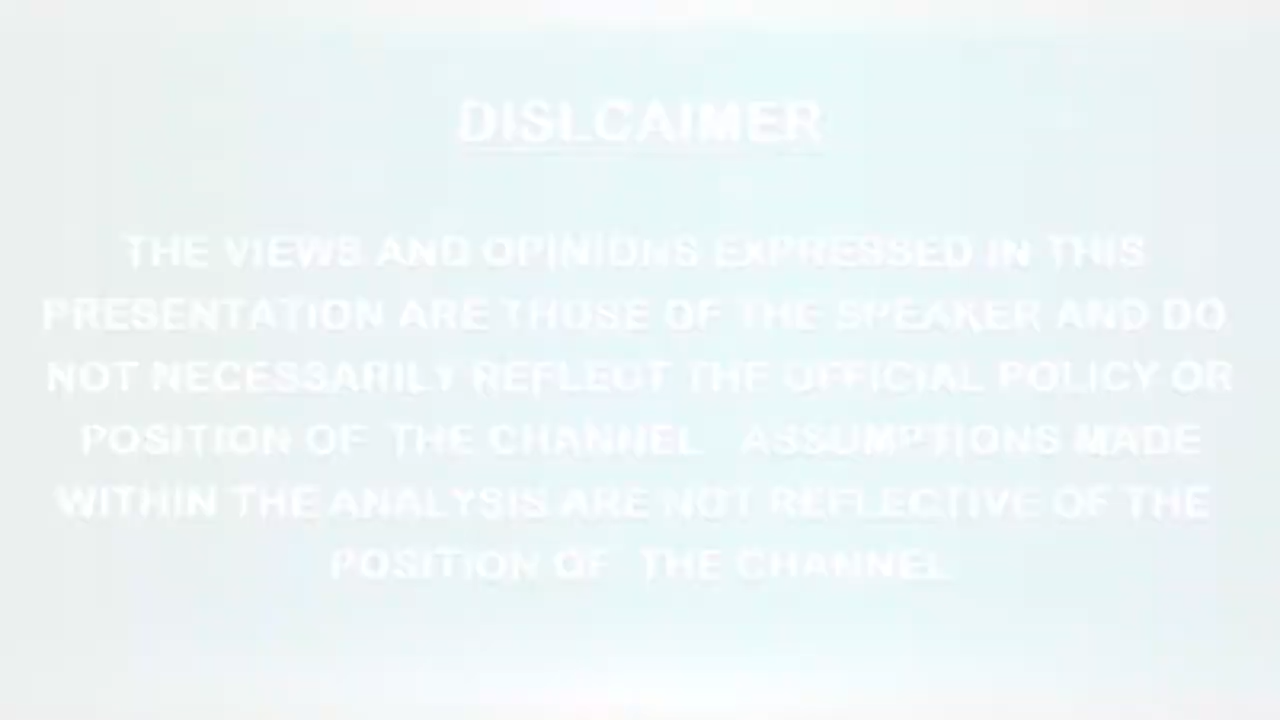 DISLCAIMER
THE VIEWS AND OPINIONS EXPRESSED IN THIS
PRESENTATION ARE THOSE OF THE SPEAKER AND DO
NOT NECESSARILY REFLECT THE OFFICIAL POLICY OR
POSITION OF THE CHANNEL ASSUMPTIONS MADE
WITHIN THE ANALYSIS ARE NOT REFLECTIVE OF THE
POSITION OF THE CHANNEL